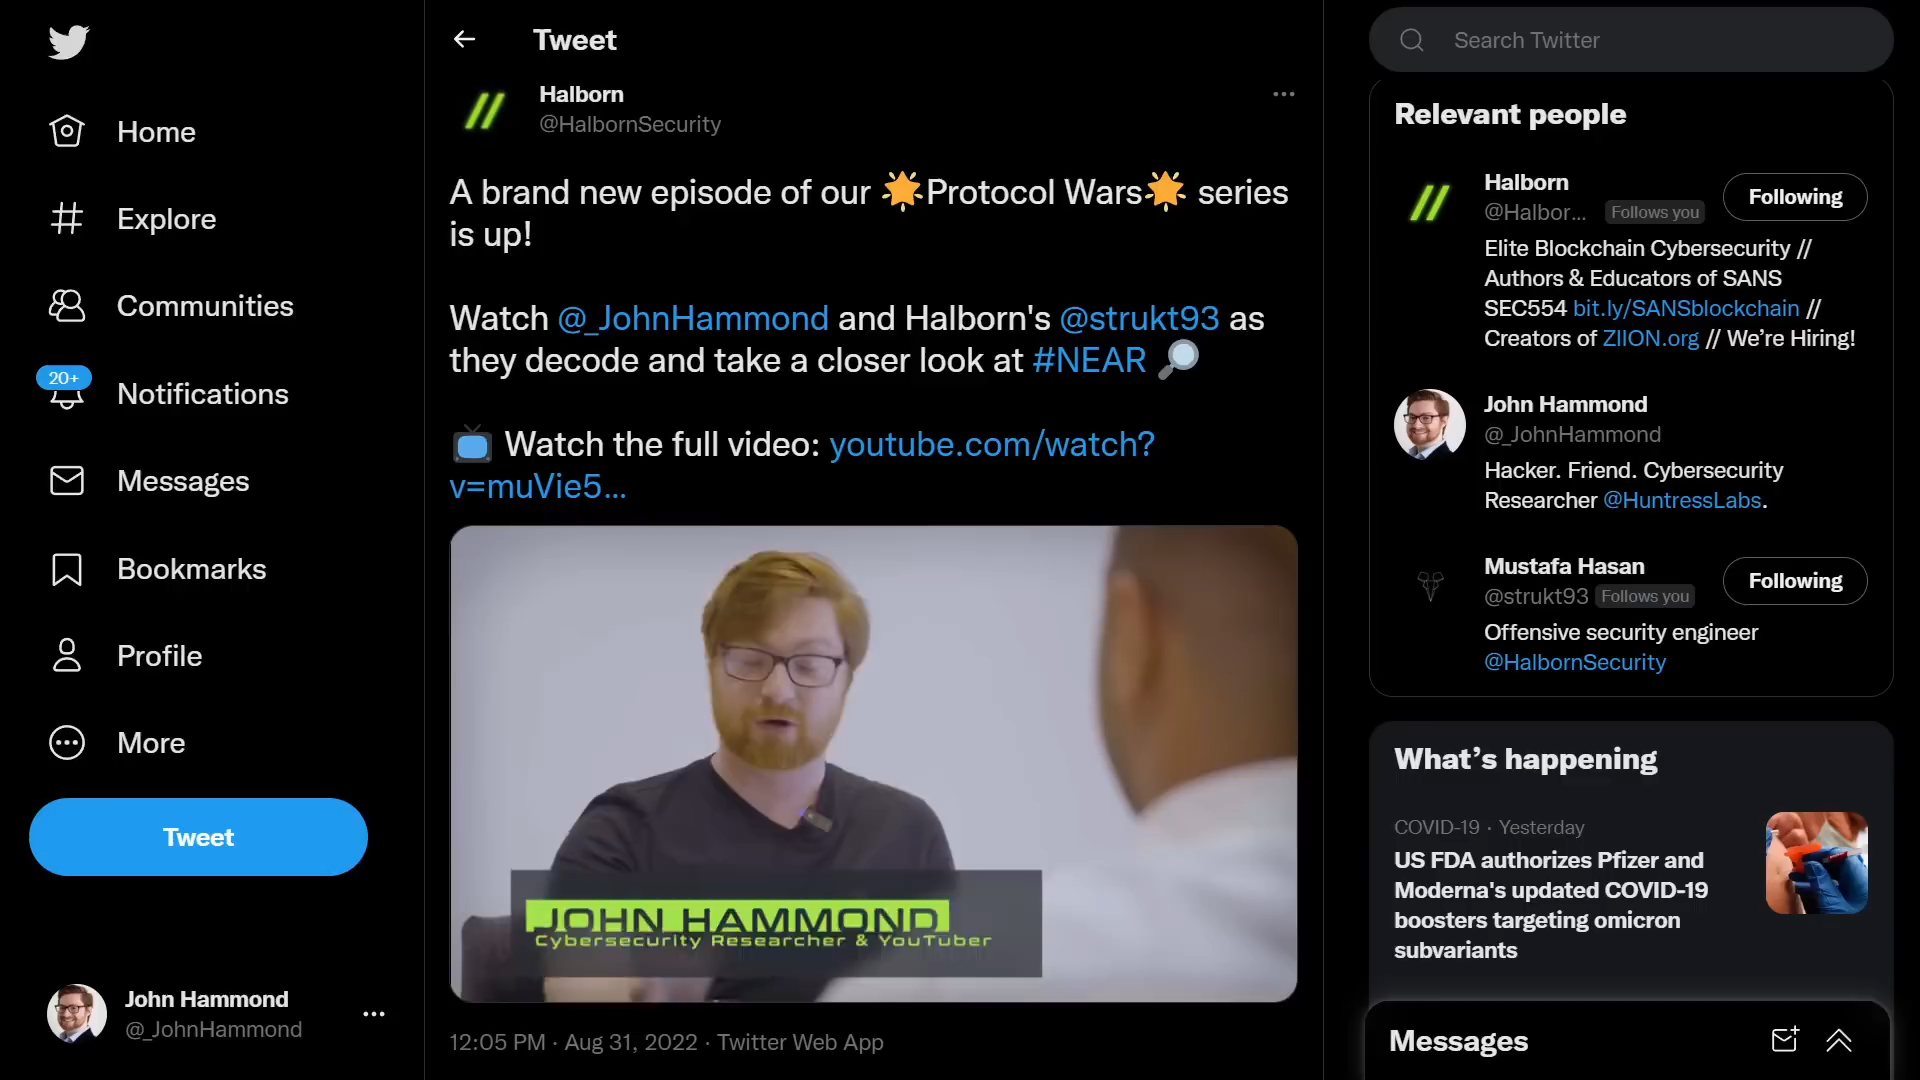 Home
Explore
Communities
20+
Notifications
Messages
Bookmarks
Profile
More
Tweet
John Hammond
@_JohnHammond
Tweet
Halborn
@HalbornSecurity
A brand new episode of our 🌟Protocol Wars🌟 series
is up!
Watch @_JohnHammond and Halborn's @strukt93 as
they decode and take a closer look at #NEAR 🔎
📺 Watch the full video: youtube.com/watch?
v=muVie5...
JOHN HAMMOND
Cybersecurity Researcher & YouTuber
12:05 PM · Aug 31, 2022 · Twitter Web App
Search Twitter
Relevant people
Halborn
Following
@Halbor... Follows you
Elite Blockchain Cybersecurity //
Authors & Educators of SANS
SEC554 bit.ly/SANSblockchain //
Creators of ZIION.org // We’re Hiring!
John Hammond
@_JohnHammond
Hacker. Friend. Cybersecurity
Researcher @HuntressLabs.
Mustafa Hasan
Following
@strukt93 Follows you
Offensive security engineer
@HalbornSecurity
What’s happening
COVID-19 · Yesterday
US FDA authorizes Pfizer and
Moderna's updated COVID-19
boosters targeting omicron
subvariants
Messages